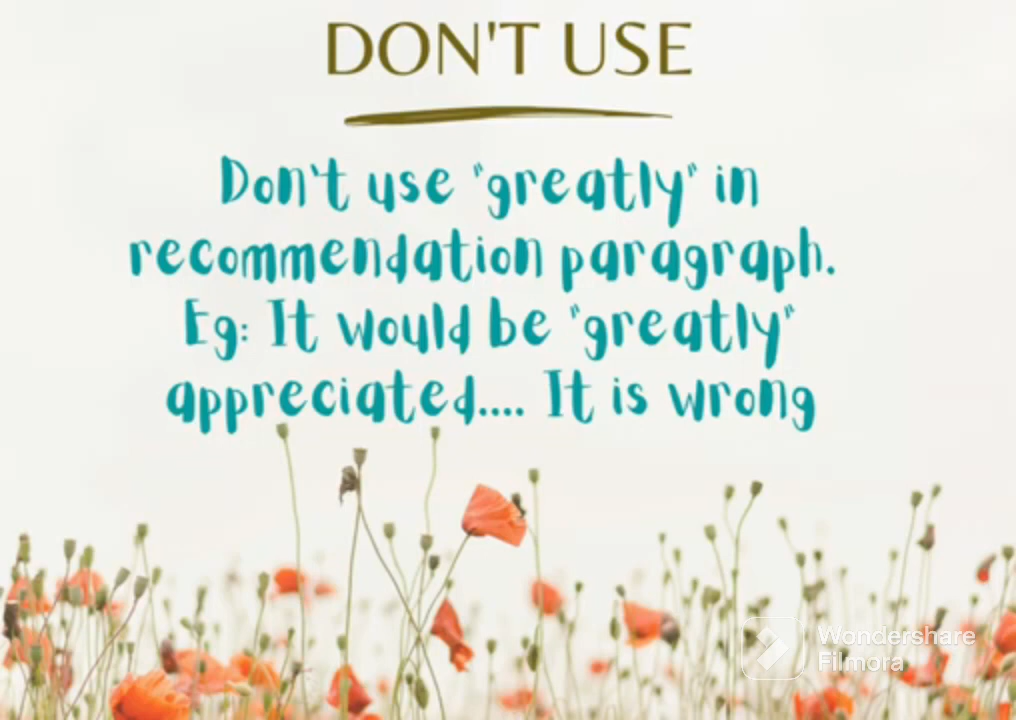 DON'T USE
Don't use "greatly" in
recommendation paragraph.
Eg: It would be "greatly"
appreciated.... It is wrong
Wondershare
Filmora